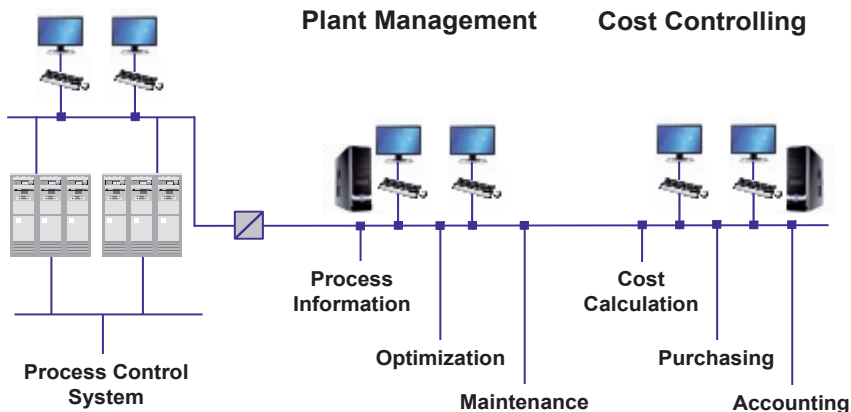 Plant Management
Cost Controlling
Process
Information
Cost
Calculation
Optimization
Purchasing
Process Control
System
Maintenance
Accounting